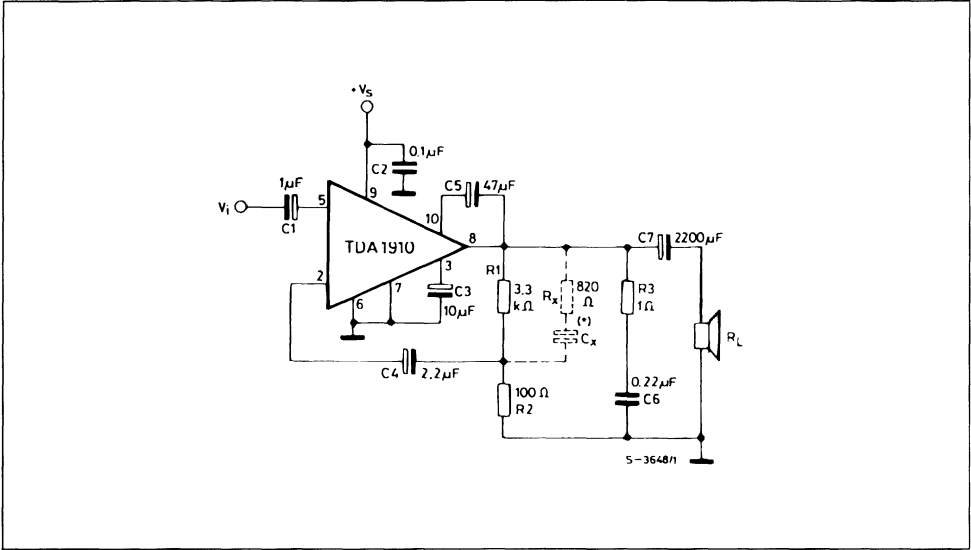 +Vs
0.1µF
C2
1µF
5
9
C5
47µF
Vi
C1
10
TDA1910
8
C7
2200µF
2
3
R1
7
C3
3.3
kΩ
Rx
820
Ω
R3
1Ω
6
10µF
(*)
Cx
RL
C4
2.2µF
100Ω
R2
0.22µF
C6
S-3648/1